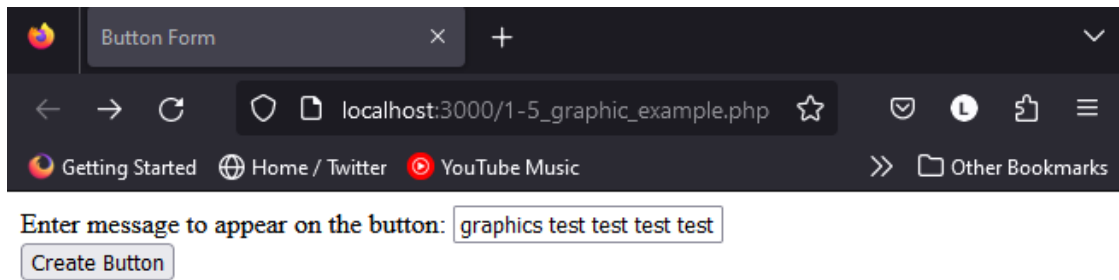 Button Form
localhost:3000/1-5_graphic_example.php
L
Getting Started Home / Twitter YouTube Music Other Bookmarks
Enter message to appear on the button: graphics test test test test
Create Button